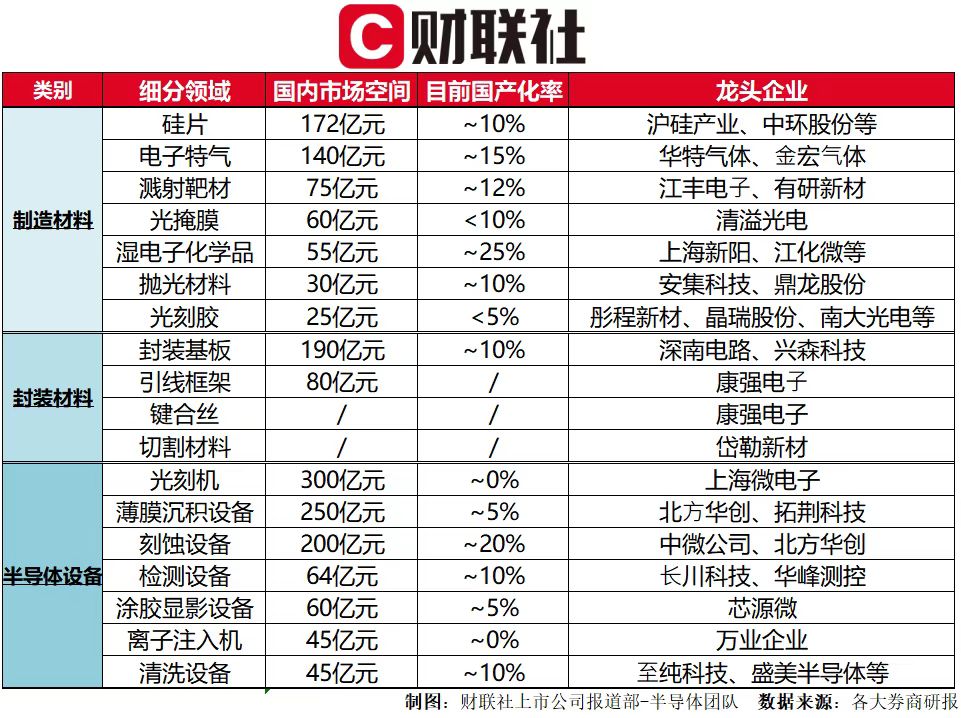 C 财联社
类别 细分领域 国内市场空间 目前国产化率 龙头企业
制造材料
硅片 172亿元 ~10% 沪硅产业、中环股份等
电子特气 140亿元 ~15% 华特气体、金宏气体
溅射靶材 75亿元 ~12% 江丰电子、有研新材
光掩膜 60亿元 <10% 清溢光电
湿电子化学品 55亿元 ~25% 上海新阳、江化微等
抛光材料 30亿元 ~10% 安集科技、鼎龙股份
光刻胶 25亿元 <5% 彤程新材、晶瑞股份、南大光电等
封装材料
封装基板 190亿元 ~10% 深南电路、兴森科技
引线框架 80亿元 / 康强电子
键合丝 / / 康强电子
切割材料 / / 岱勒新材
半导体设备
光刻机 300亿元 ~0% 上海微电子
薄膜沉积设备 250亿元 ~5% 北方华创、拓荆科技
刻蚀设备 200亿元 ~20% 中微公司、北方华创
检测设备 64亿元 ~10% 长川科技、华峰测控
涂胶显影设备 60亿元 ~5% 芯源微
离子注入机 45亿元 ~0% 万业企业
清洗设备 45亿元 ~10% 至纯科技、盛美半导体等
制图：财联社上市公司报道部-半导体团队 数据来源：各大券商研报